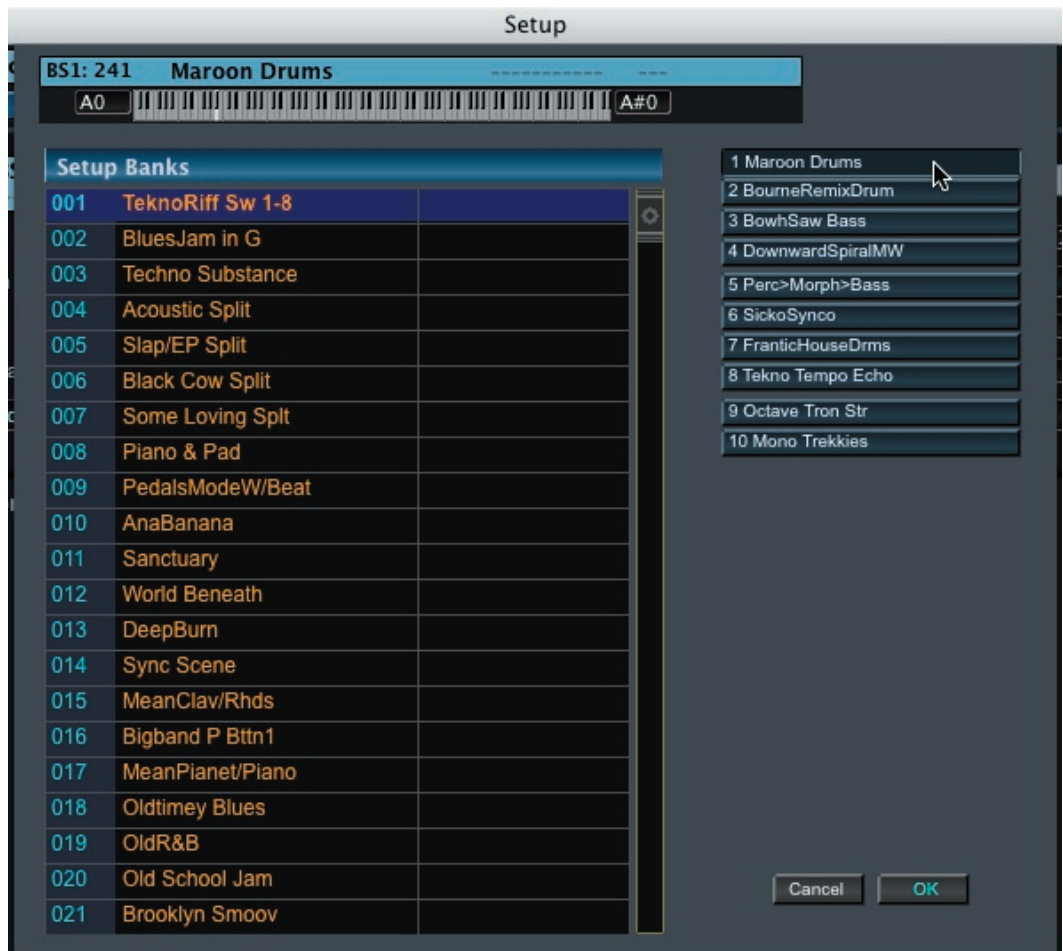 Setup
BS1: 241 Maroon Drums ----------- ---
A0 A#0
Setup Banks
001 TeknoRiff Sw 1-8
002 BluesJam in G
003 Techno Substance
004 Acoustic Split
005 Slap/EP Split
006 Black Cow Split
007 Some Loving Splt
008 Piano & Pad
009 PedalsModeW/Beat
010 AnaBanana
011 Sanctuary
012 World Beneath
013 DeepBurn
014 Sync Scene
015 MeanClav/Rhds
016 Bigband P Bttn1
017 MeanPianet/Piano
018 Oldtimey Blues
019 OldR&B
020 Old School Jam
021 Brooklyn Smoov
1 Maroon Drums
2 BourneRemixDrum
3 BowhSaw Bass
4 DownwardSpiralMW
5 Perc>Morph>Bass
6 SickoSynco
7 FranticHouseDrms
8 Tekno Tempo Echo
9 Octave Tron Str
10 Mono Trekkies
Cancel OK